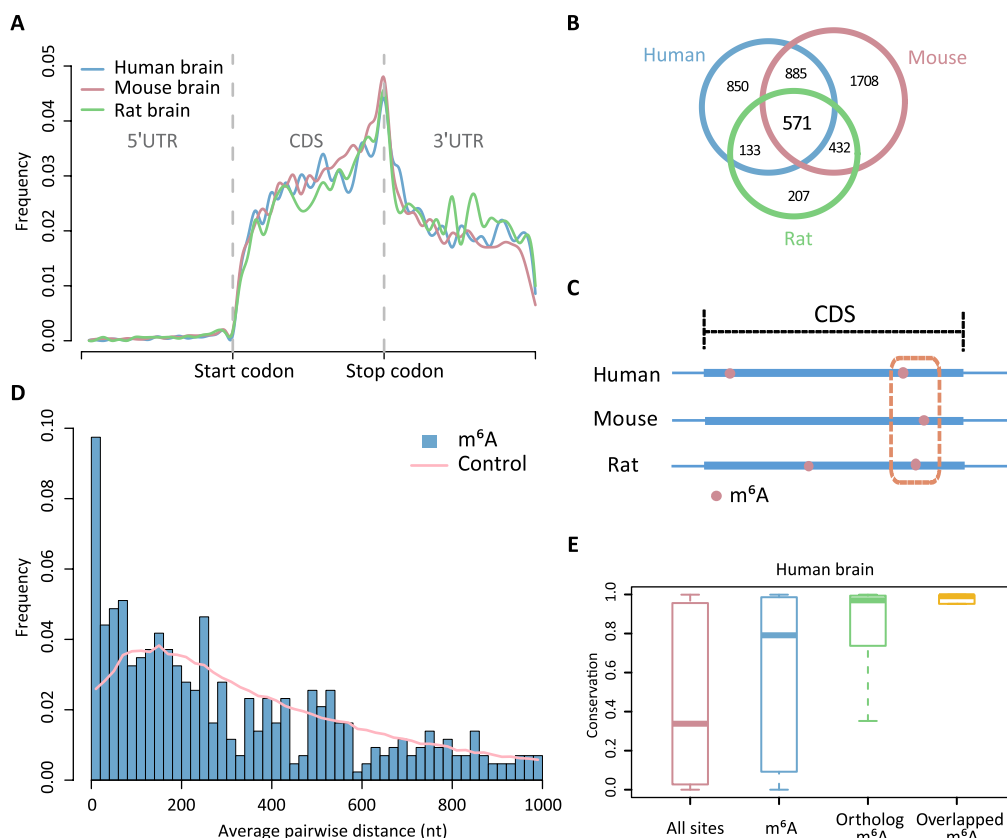 A
Human brain
Mouse brain
Rat brain
5'UTR
CDS
3'UTR
Frequency
0.05
0.04
0.03
0.02
0.01
0.00
Start codon
Stop codon
B
Human
Mouse
Rat
850
885
1708
571
133
432
207
C
CDS
Human
Mouse
Rat
m⁶A
D
m⁶A
Control
Frequency
0.10
0.08
0.06
0.04
0.02
0.00
0
200
400
600
800
1000
Average pairwise distance (nt)
E
Human brain
Conservation
1.0
0.8
0.6
0.4
0.2
0.0
All sites
m⁶A
Ortholog
m⁶A
Overlapped
m⁶A